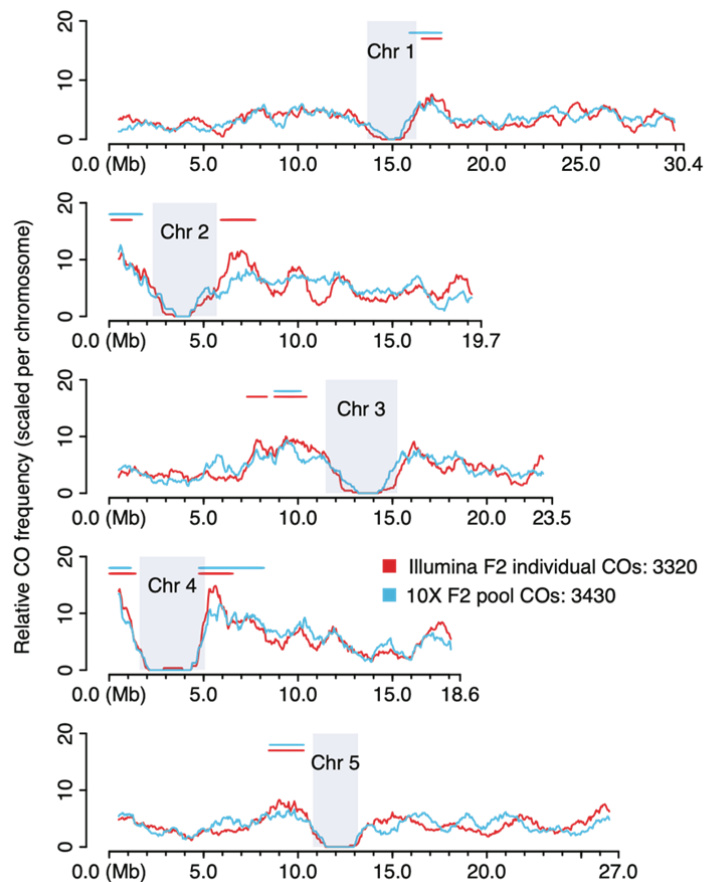 Relative CO frequency (scaled per chromosome)
20
10
0
Chr 1
0.0 (Mb) 5.0 10.0 15.0 20.0 25.0 30.4
20
10
0
Chr 2
0.0 (Mb) 5.0 10.0 15.0 19.7
20
10
0
Chr 3
0.0 (Mb) 5.0 10.0 15.0 20.0 23.5
20
10
0
Chr 4
Illumina F2 individual COs: 3320
10X F2 pool COs: 3430
0.0 (Mb) 5.0 10.0 15.0 18.6
20
10
0
Chr 5
0.0 (Mb) 5.0 10.0 15.0 20.0 27.0